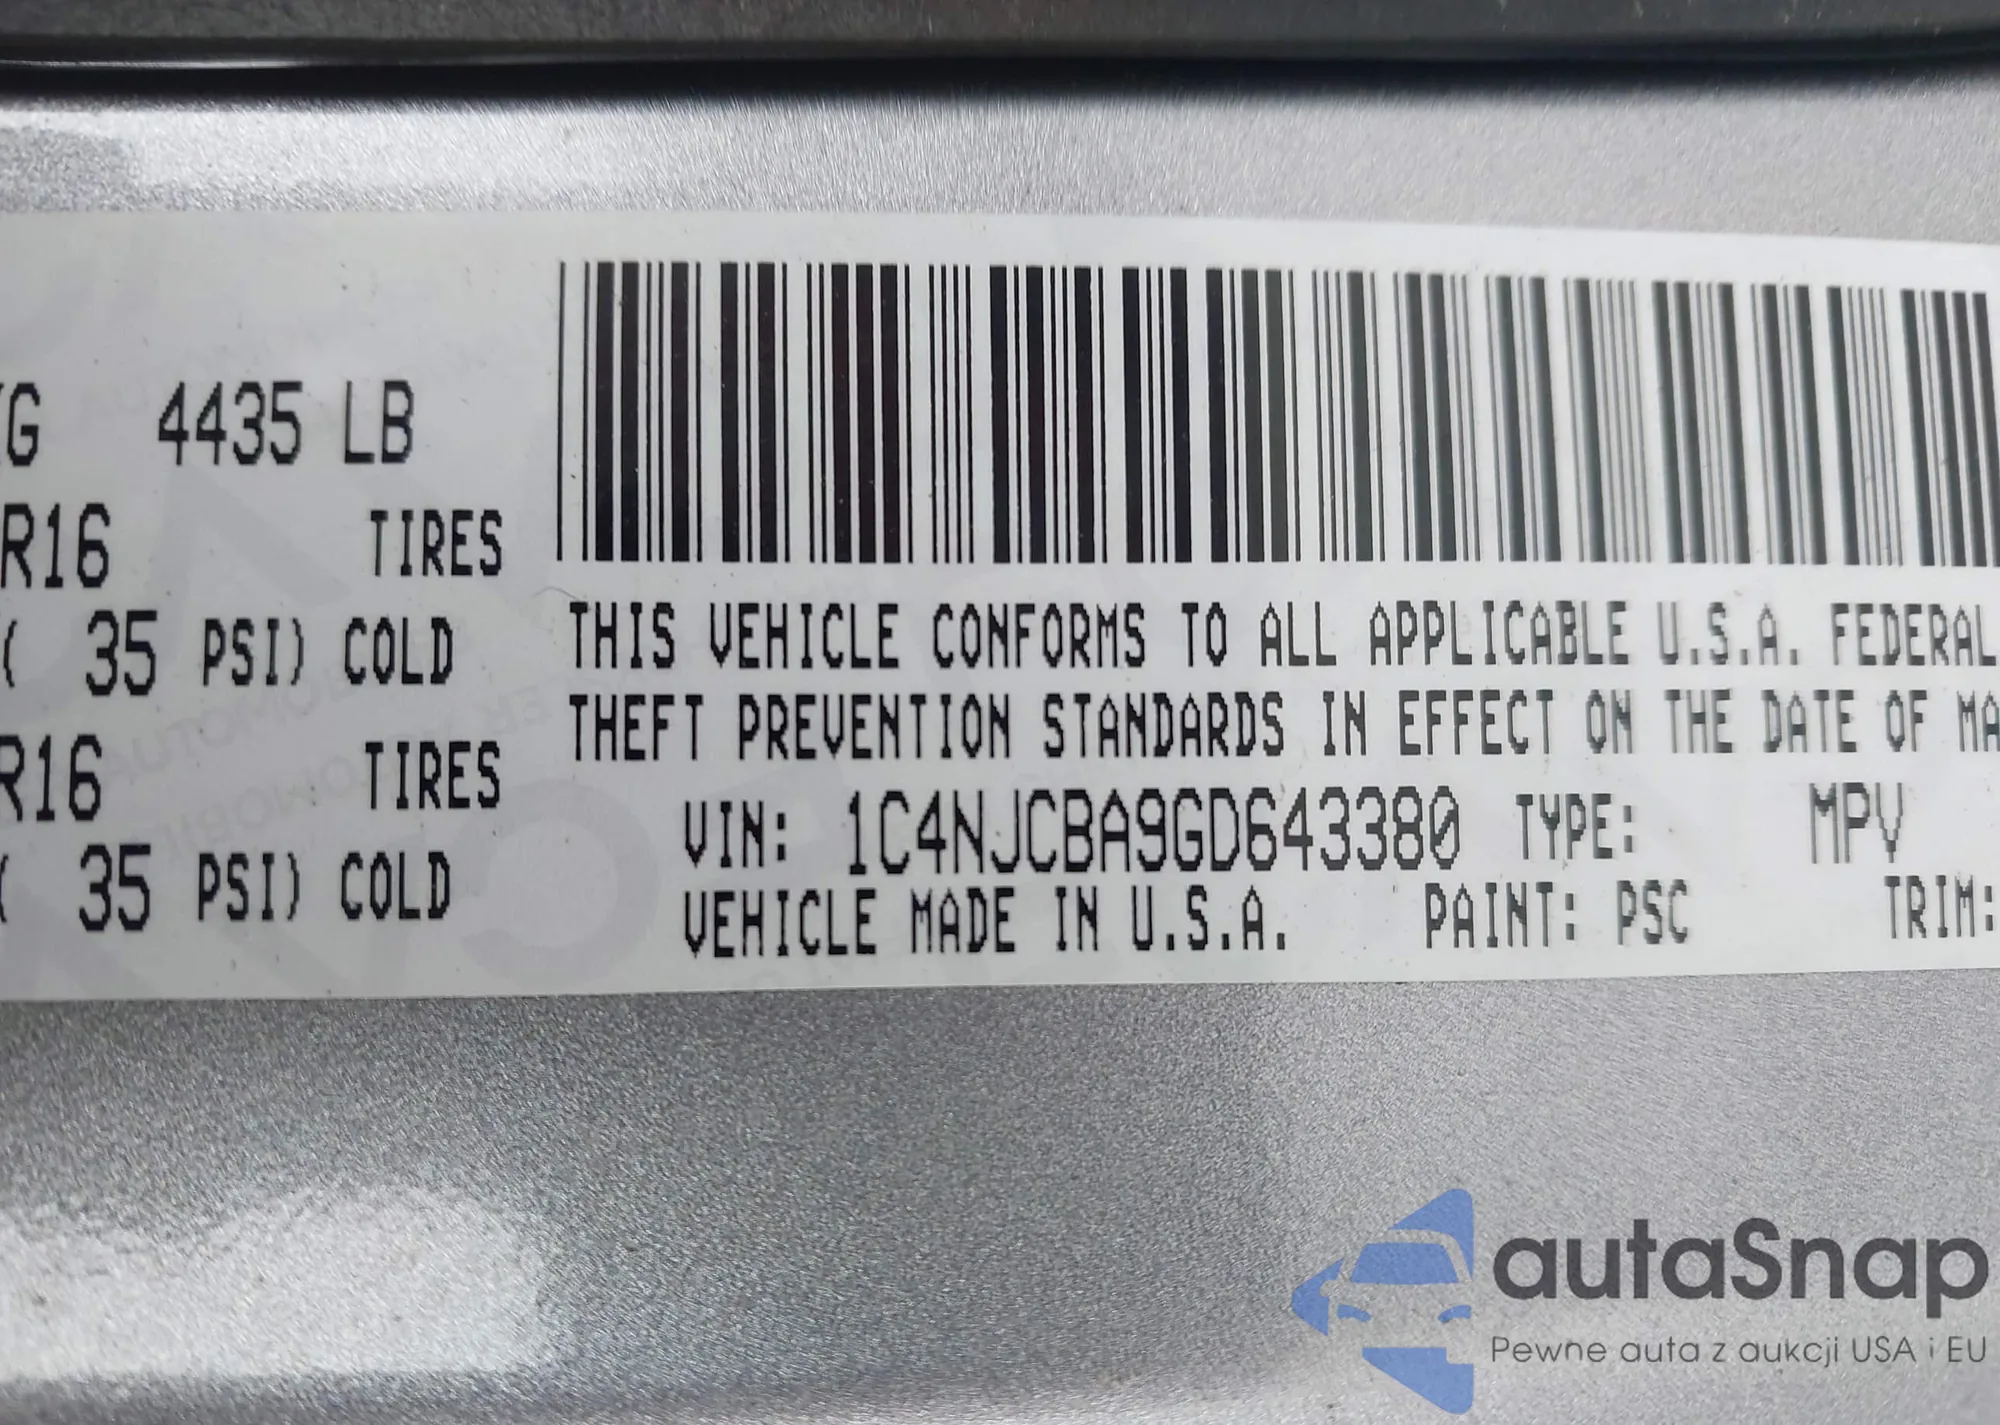 4435 LB
R16 TIRES
( 35 PSI) COLD
R16 TIRES
( 35 PSI) COLD
THIS VEHICLE CONFORMS TO ALL APPLICABLE U.S.A. FEDERAL
THEFT PREVENTION STANDARDS IN EFFECT ON THE DATE OF MA
VIN: 1C4NJCBA9GD643380 TYPE: MPV
VEHICLE MADE IN U.S.A. PAINT: PSC TRIM:
autaSnap
Pewne auta z aukcji USA i EU